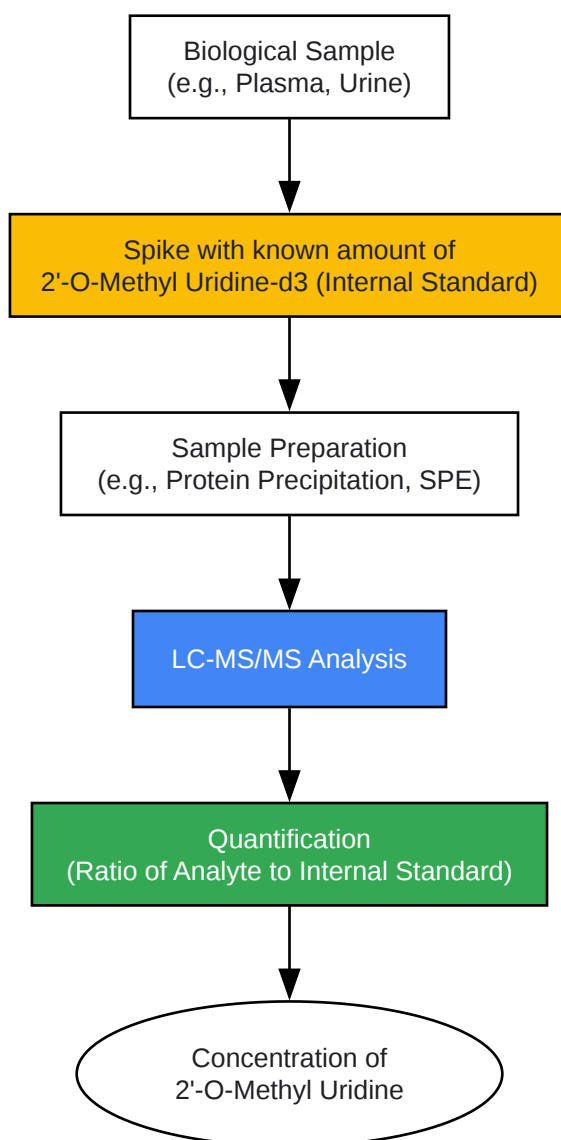 Biological Sample
(e.g., Plasma, Urine)
Spike with known amount of
2'-O-Methyl Uridine-d3 (Internal Standard)
Sample Preparation
(e.g., Protein Precipitation, SPE)
LC-MS/MS Analysis
Quantification
(Ratio of Analyte to Internal Standard)
Concentration of
2'-O-Methyl Uridine